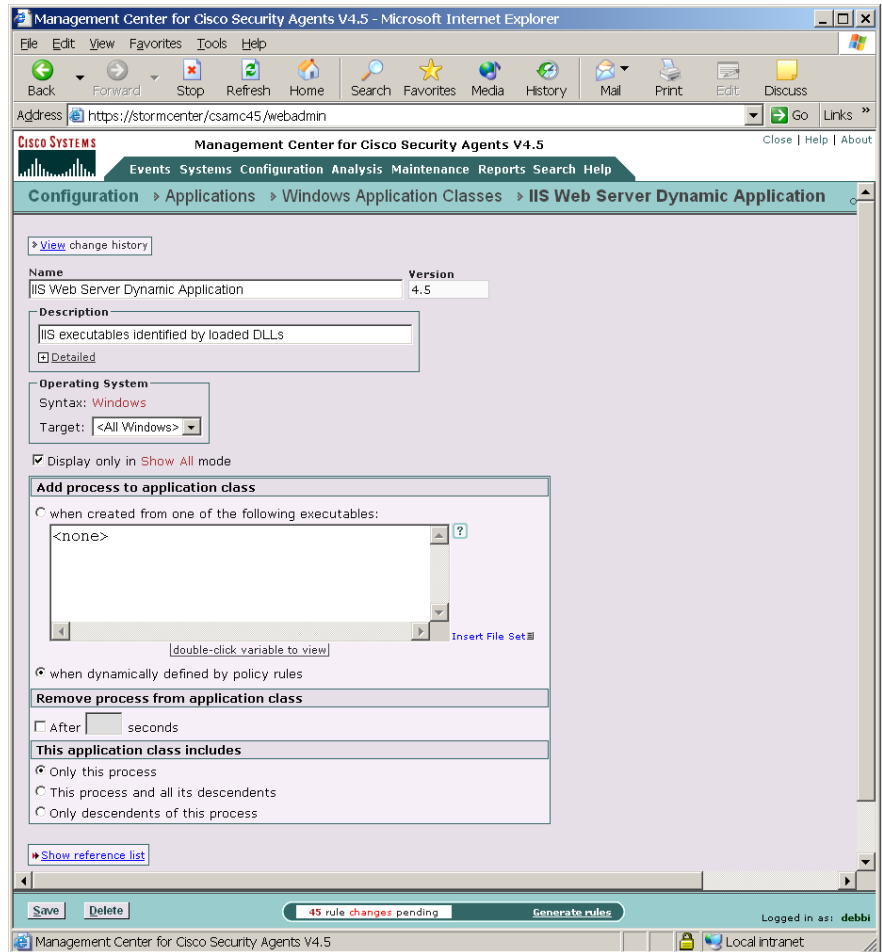 Management Center for Cisco Security Agents V4.5 - Microsoft Internet Explorer
File Edit View Favorites Tools Help
Back Forward Stop Refresh Home Search Favorites Media History Mail Print Edit Discuss
Address https://stormcenter/csamc45/webadmin Go Links »
CISCO SYSTEMS
Management Center for Cisco Security Agents V4.5
Close | Help | About
Events Systems Configuration Analysis Maintenance Reports Search Help
Configuration > Applications > Windows Application Classes > IIS Web Server Dynamic Application
View change history
Name Version
IIS Web Server Dynamic Application 4.5
Description
IIS executables identified by loaded DLLs
Detailed
Operating System
Syntax: Windows
Target: <All Windows>
Display only in Show All mode
Add process to application class
when created from one of the following executables:
<none>
?
Insert File Set
[double-click variable to view]
when dynamically defined by policy rules
Remove process from application class
After seconds
This application class includes
Only this process
This process and all its descendents
Only descendents of this process
Show reference list
Save Delete 45 rule changes pending Generate rules Logged in as: debbi
Management Center for Cisco Security Agents V4.5 Local intranet